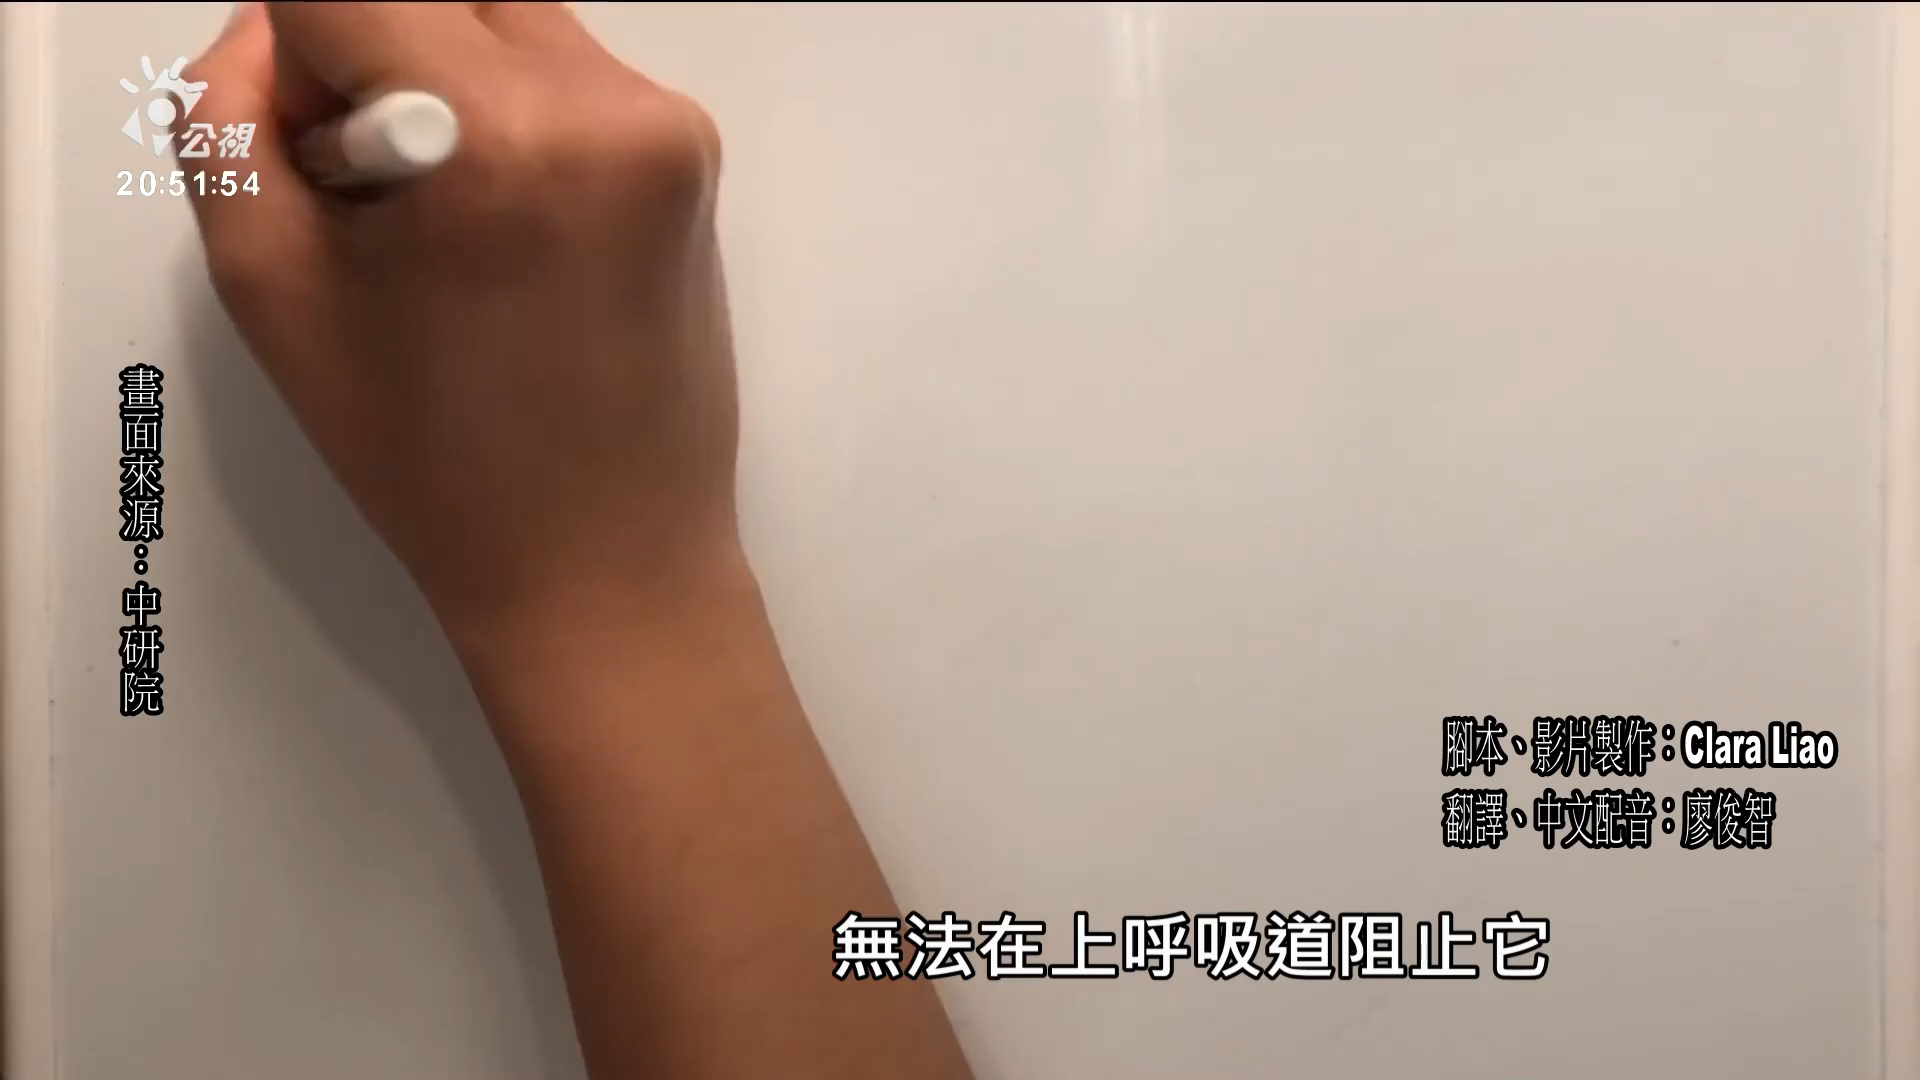 公視
20:51:54
畫面來源：中研院
腳本、影片製作：Clara Liao
翻譯、中文配音：廖俊智
無法在上呼吸道阻止它